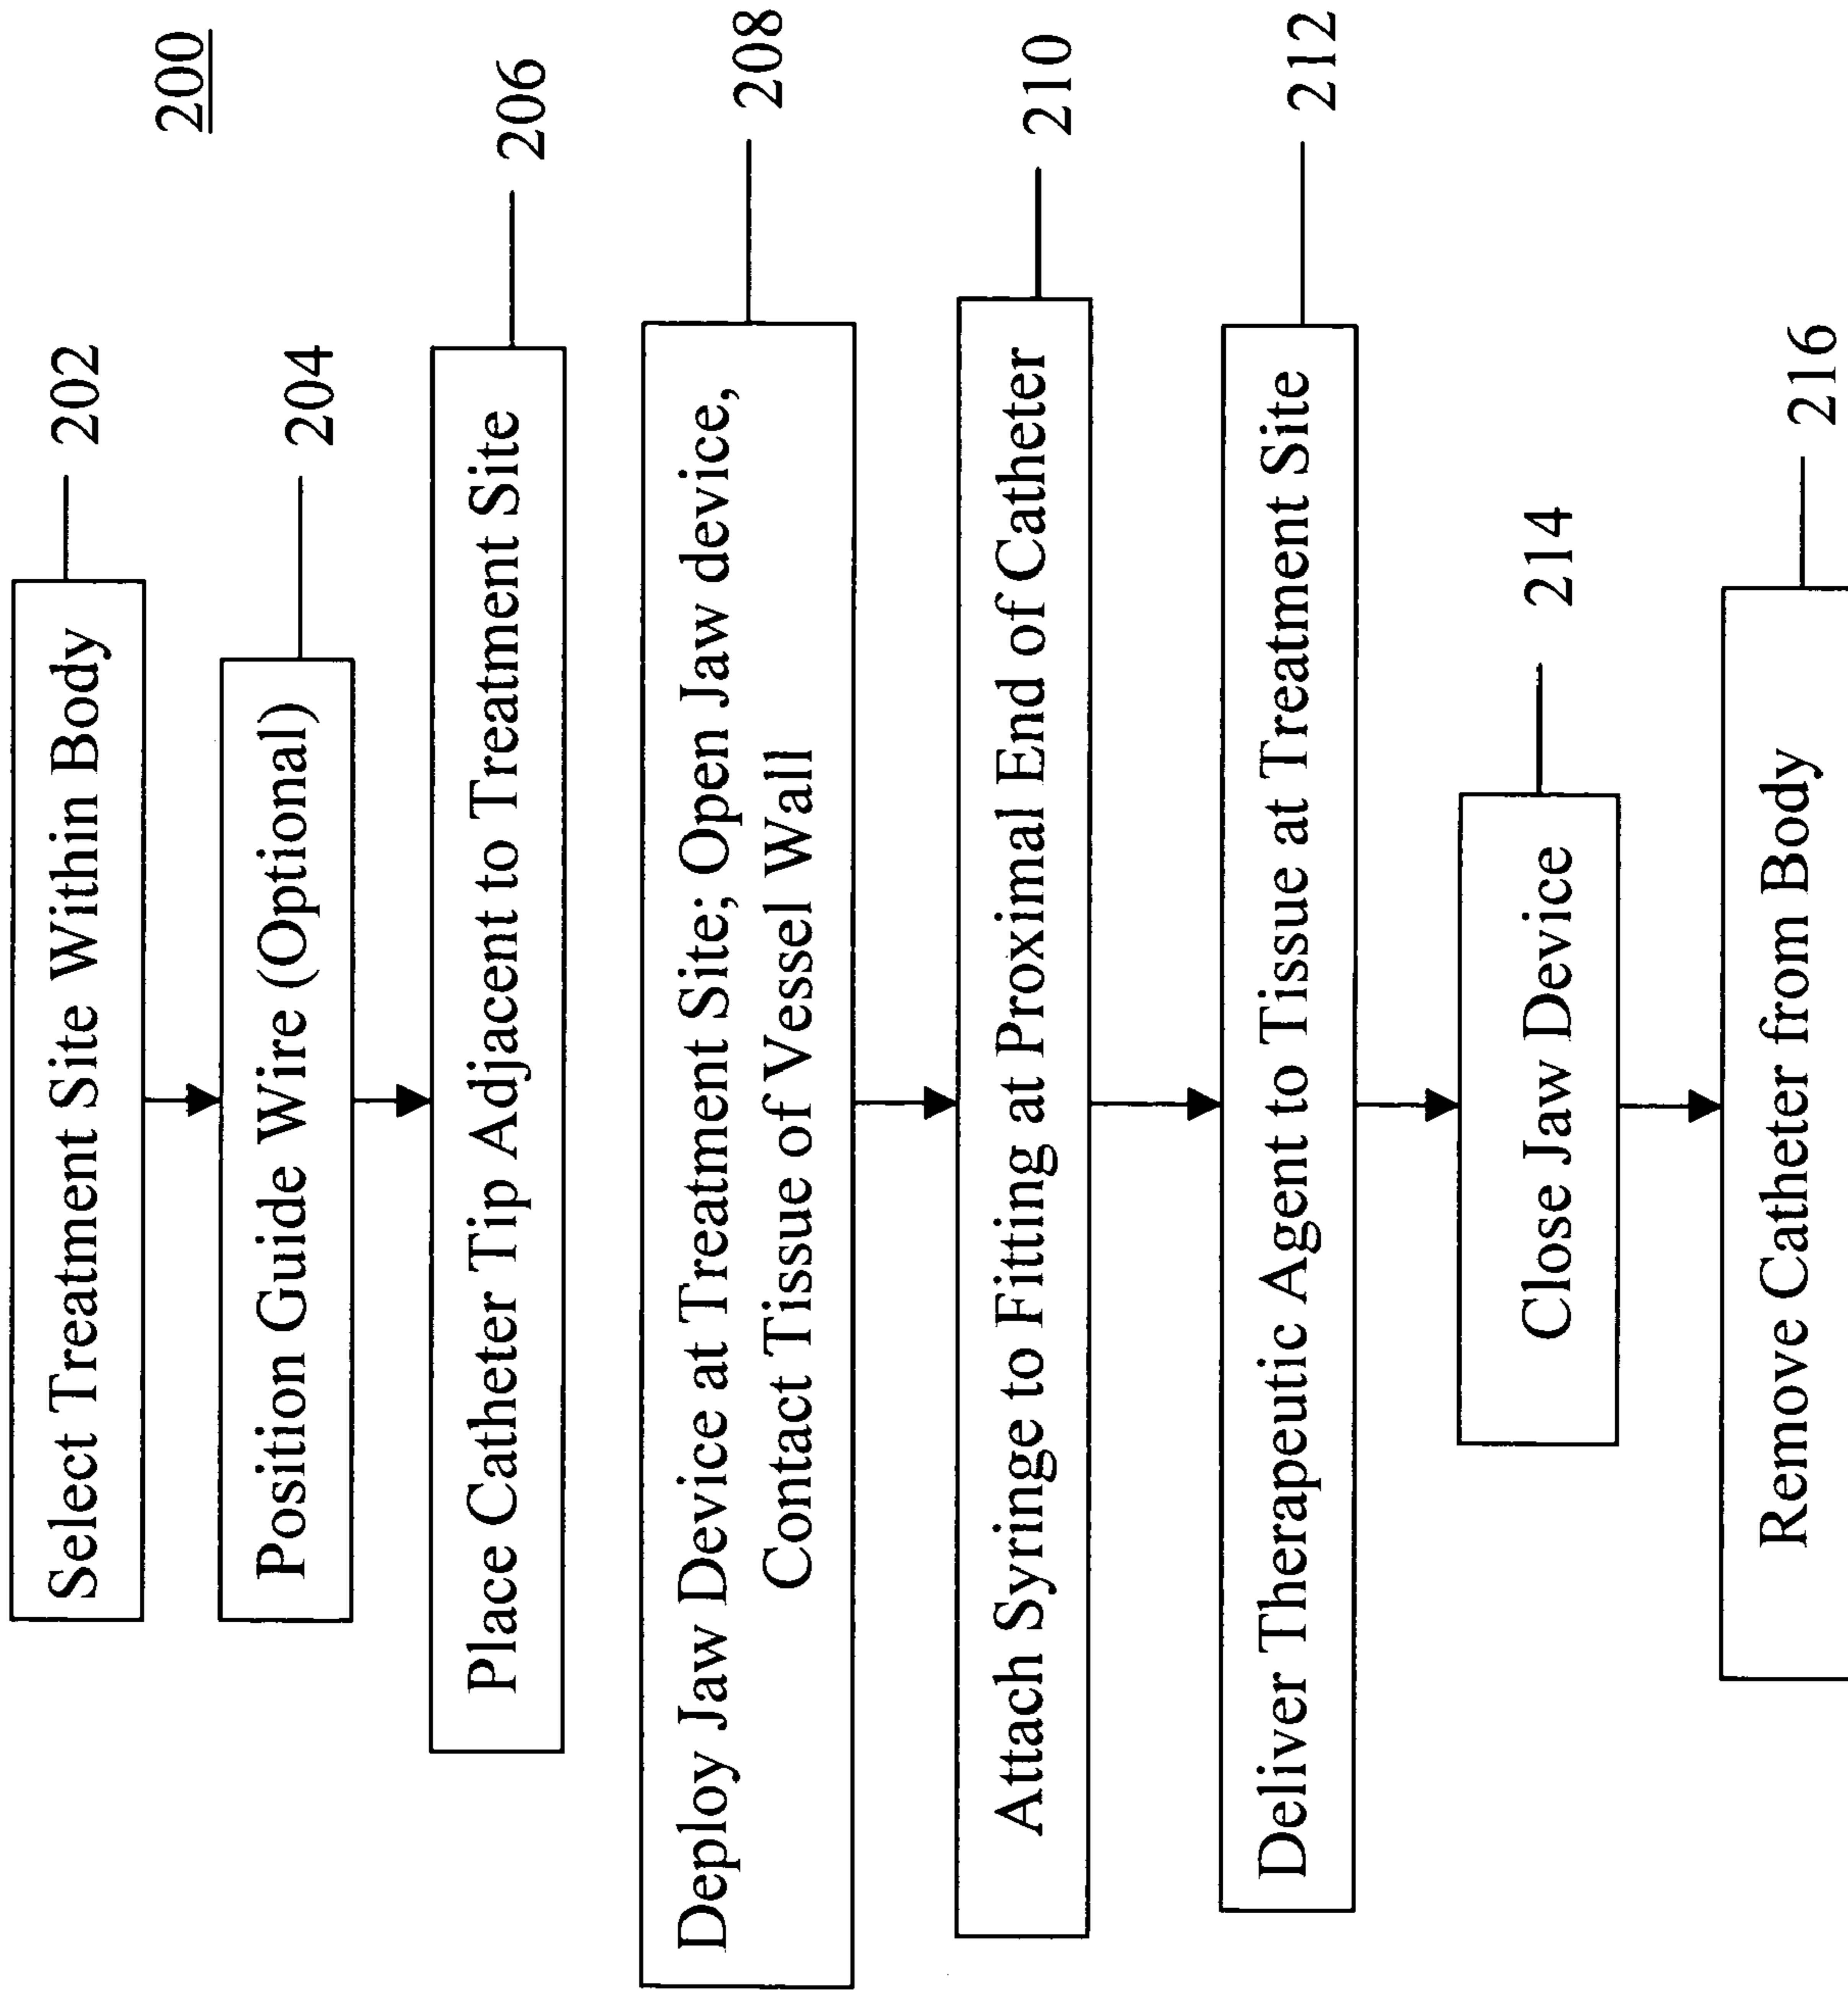 200
Select Treatment Site Within Body
202
Position Guide Wire (Optional)
204
Place Catheter Tip Adjacent to Treatment Site
206
Deploy Jaw Device at Treatment Site; Open Jaw device,
Contact Tissue of Vessel Wall
208
Attach Syringe to Fitting at Proximal End of Catheter
210
Deliver Therapeutic Agent to Tissue at Treatment Site
212
Close Jaw Device
214
Remove Catheter from Body
216